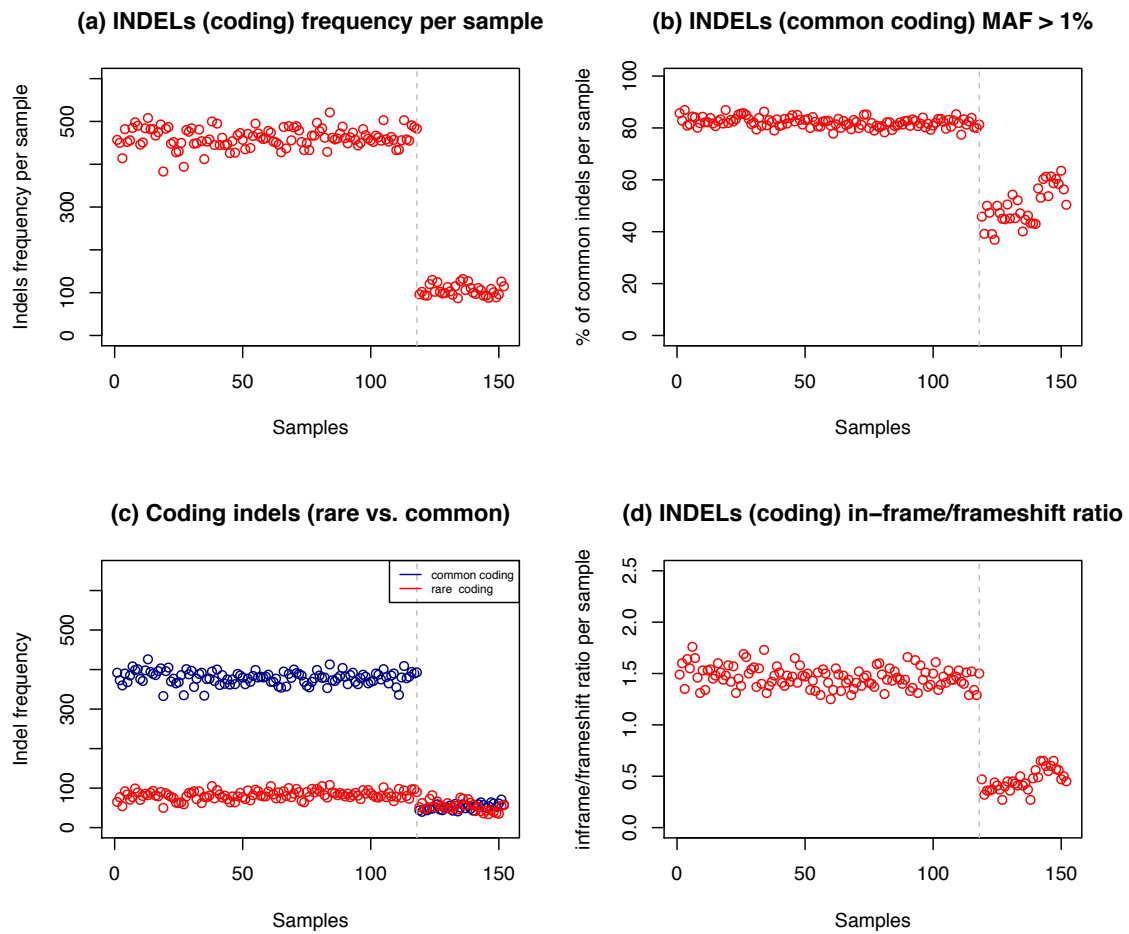 (a) INDELs (coding) frequency per sample
Indels frequency per sample
500
300
100
0
0 50 100 150
Samples
(b) INDELs (common coding) MAF > 1%
% of common indels per sample
100
80
60
40
20
0
0 50 100 150
Samples
(c) Coding indels (rare vs. common)
Indel frequency
500
300
100
0
common coding
rare coding
0 50 100 150
Samples
(d) INDELs (coding) in−frame/frameshift ratio
inframe/frameshift ratio per sample
2.5
2.0
1.5
1.0
0.5
0.0
0 50 100 150
Samples